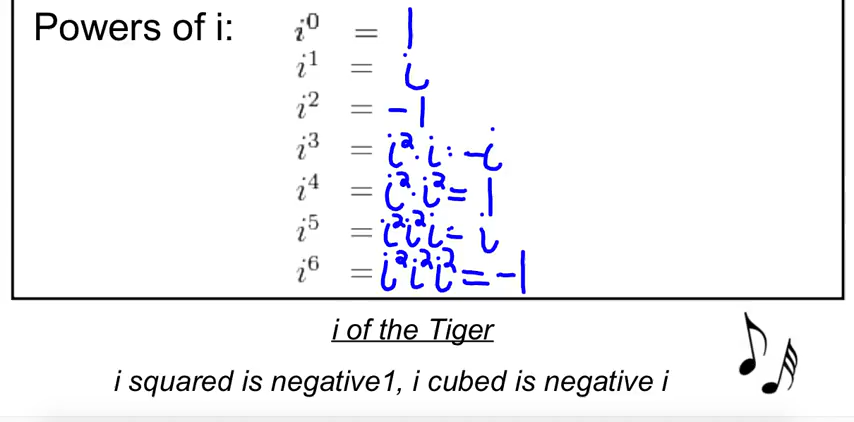 Powers of i: i⁰ = 1
i¹ = i
i² = -1
i³ = i²·i = -i
i⁴ = i²·i² = 1
i⁵ = i²i²i = i
i⁶ = i²i²i² = -1
i of the Tiger
i squared is negative1, i cubed is negative i